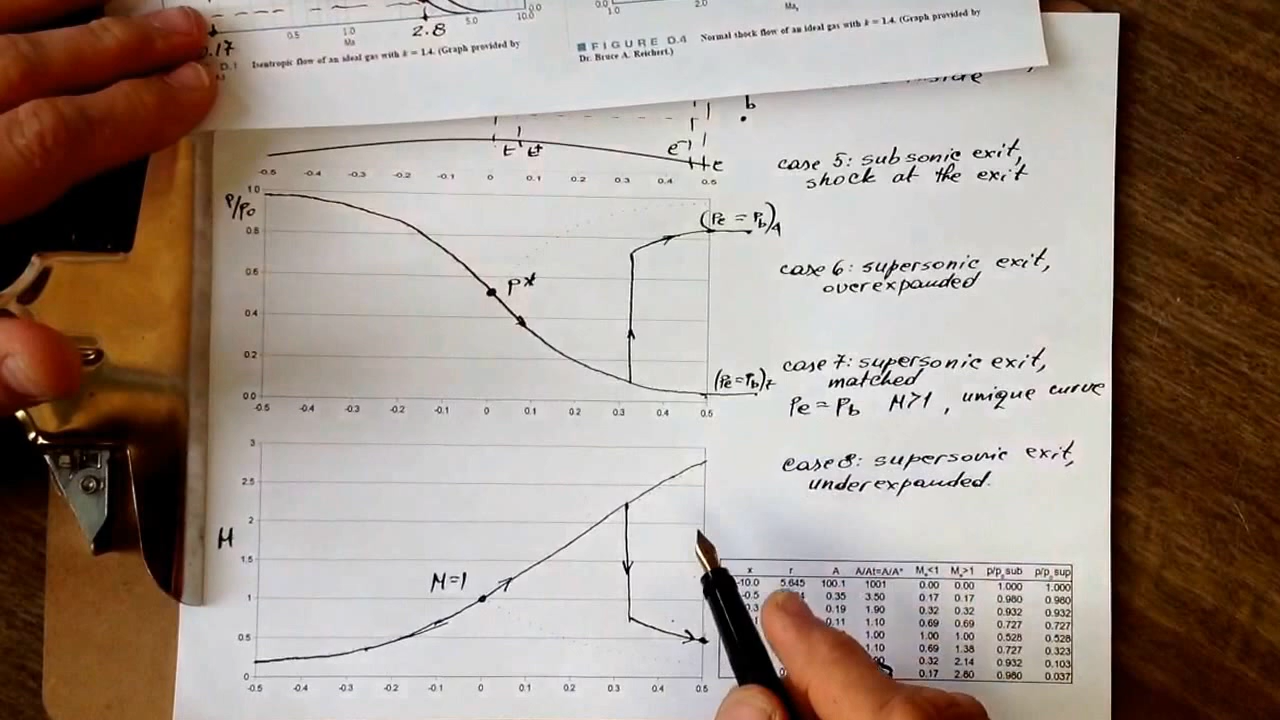 0.5 1.0 5.0 10.0 0.0
Ma
2.8
0.17
D.1 Isentropic flow of an ideal gas with k = 1.4. (Graph provided by
0.0 1.0 2.0
Ma,
FIGURE D.4 Normal shock flow of an ideal gas with k = 1.4. (Graph provided by
Dr. Bruce A. Reichert.)
b
t- t+ e- e
-0.5 -0.4 -0.3 -0.2 -0.1 0 0.1 0.2 0.3 0.4 0.5
case 5: subsonic exit,
shock at the exit
P/P0
1.0
0.8
0.6
0.4
0.2
0.0
(Pe = Pb)4
P*
(Pe=Pb)7
-0.5 -0.4 -0.3 -0.2 -0.1 0 0.1 0.2 0.3 0.4 0.5
case 6: supersonic exit,
overexpanded
case 7: supersonic exit,
matched
Pe = Pb M>1, unique curve
case 8: supersonic exit,
underexpanded.
M
3
2.5
2
1.5
1
0.5
0
M=1
-0.5 -0.4 -0.3 -0.2 -0.1 0 0.1 0.2 0.3 0.4 0.5
x r A A/At=A/A* Me<1 Me>1 p/p0sub p/p0sup
-10.0 5.645 100.1 1001 0.00 0.00 1.000 1.000
-0.5 0.35 3.50 0.17 0.17 0.980 0.980
0.19 1.90 0.32 0.32 0.932 0.932
0.11 1.10 0.69 0.69 0.727 0.727
1.00 1.00 1.00 0.528 0.528
1.10 0.69 1.38 0.727 0.323
0.32 2.14 0.932 0.103
0.17 2.80 0.980 0.037